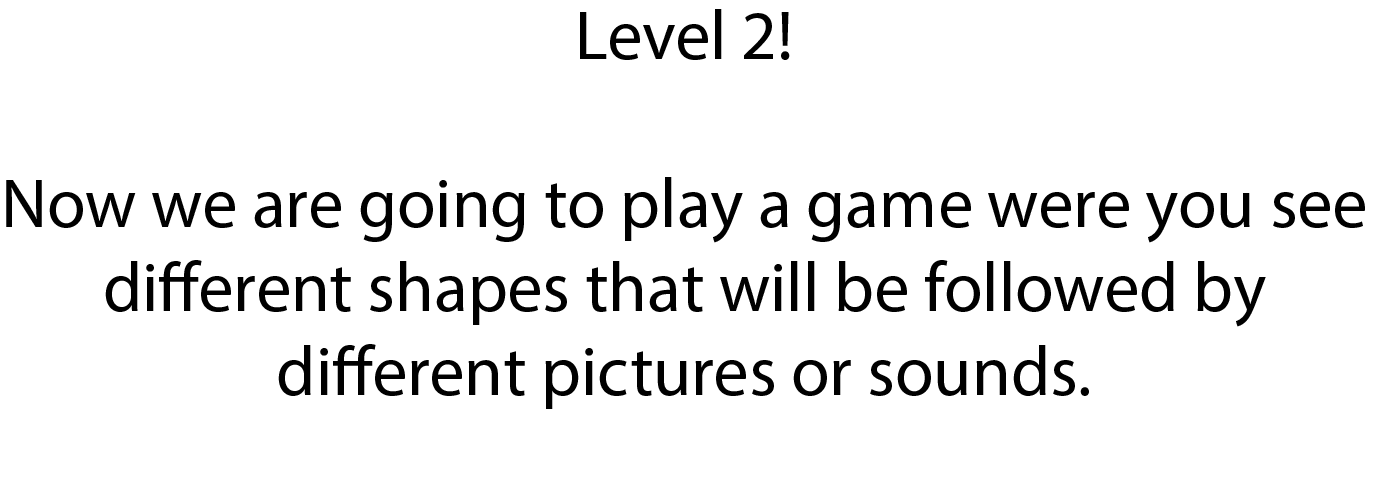 Level 2!
Now we are going to play a game were you see
different shapes that will be followed by
different pictures or sounds.